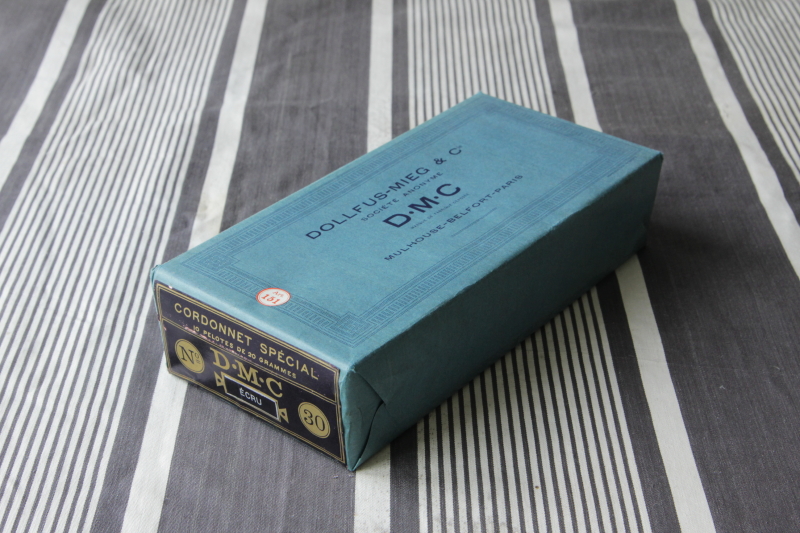 DOLLFUS-MIEG & Cie
SOCIÉTÉ ANONYME
D·M·C
MULHOUSE-BELFORT-PARIS
Art.
151
CORDONNET SPÉCIAL
10 PELOTES DE 20 GRAMMES
No
D·M·C
ÉCRU
30